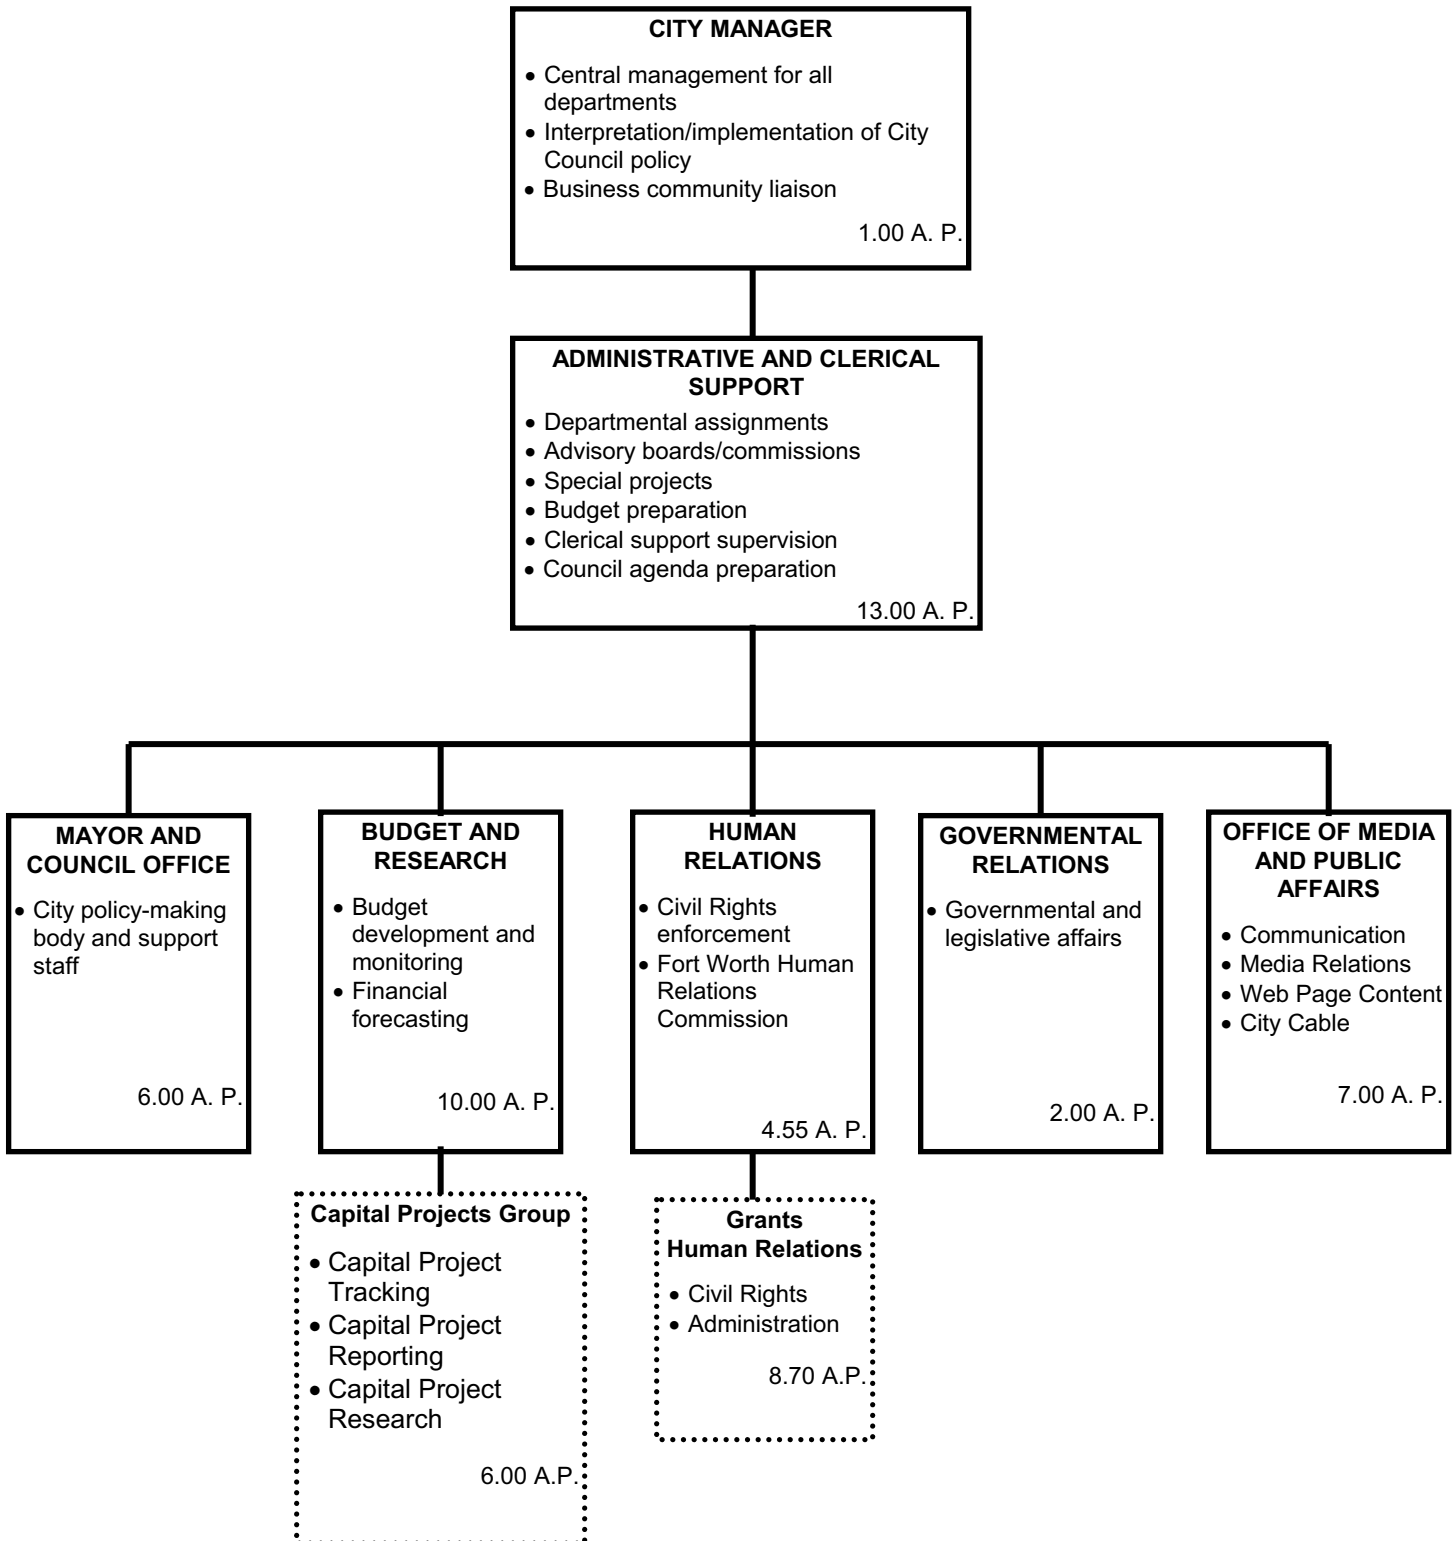 CITY MANAGER
• Central management for all
departments
• Interpretation/implementation of City
Council policy
• Business community liaison
1.00 A. P.
ADMINISTRATIVE AND CLERICAL
SUPPORT
• Departmental assignments
• Advisory boards/commissions
• Special projects
• Budget preparation
• Clerical support supervision
• Council agenda preparation
13.00 A. P.
MAYOR AND
COUNCIL OFFICE
• City policy-making
body and support
staff
6.00 A. P.
BUDGET AND
RESEARCH
• Budget
development and
monitoring
• Financial
forecasting
10.00 A. P.
HUMAN
RELATIONS
• Civil Rights
enforcement
• Fort Worth Human
Relations
Commission
4.55 A. P.
GOVERNMENTAL
RELATIONS
• Governmental and
legislative affairs
2.00 A. P.
OFFICE OF MEDIA
AND PUBLIC
AFFAIRS
• Communication
• Media Relations
• Web Page Content
• City Cable
7.00 A. P.
Capital Projects Group
• Capital Project
Tracking
• Capital Project
Reporting
• Capital Project
Research
6.00 A.P.
Grants
Human Relations
• Civil Rights
• Administration
8.70 A.P.